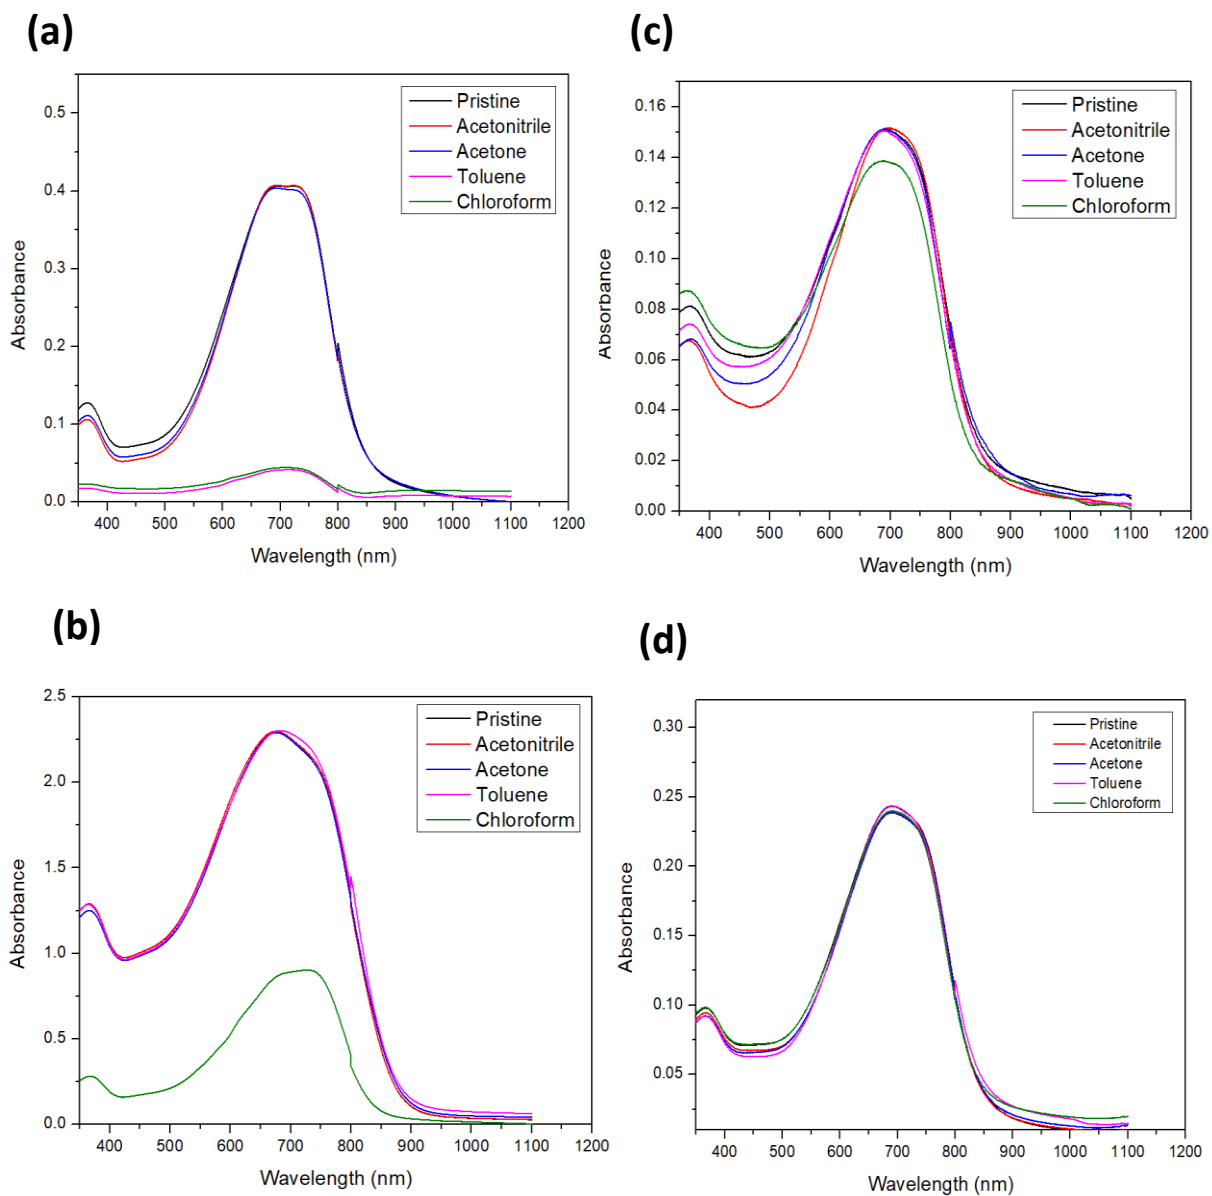 (a)
0.5
0.4
0.3
0.2
0.1
0.0
Absorbance
Pristine
Acetonitrile
Acetone
Toluene
Chloroform
400 500 600 700 800 900 1000 1100 1200
Wavelength (nm)
(c)
0.16
0.14
0.12
0.10
0.08
0.06
0.04
0.02
0.00
Absorbance
Pristine
Acetonitrile
Acetone
Toluene
Chloroform
400 500 600 700 800 900 1000 1100 1200
Wavelength (nm)
(b)
2.5
2.0
1.5
1.0
0.5
0.0
Absorbance
Pristine
Acetonitrile
Acetone
Toluene
Chloroform
400 500 600 700 800 900 1000 1100 1200
Wavelength (nm)
(d)
0.30
0.25
0.20
0.15
0.10
0.05
Absorbance
Pristine
Acetonitrile
Acetone
Toluene
Chloroform
400 500 600 700 800 900 1000 1100 1200
Wavelength (nm)